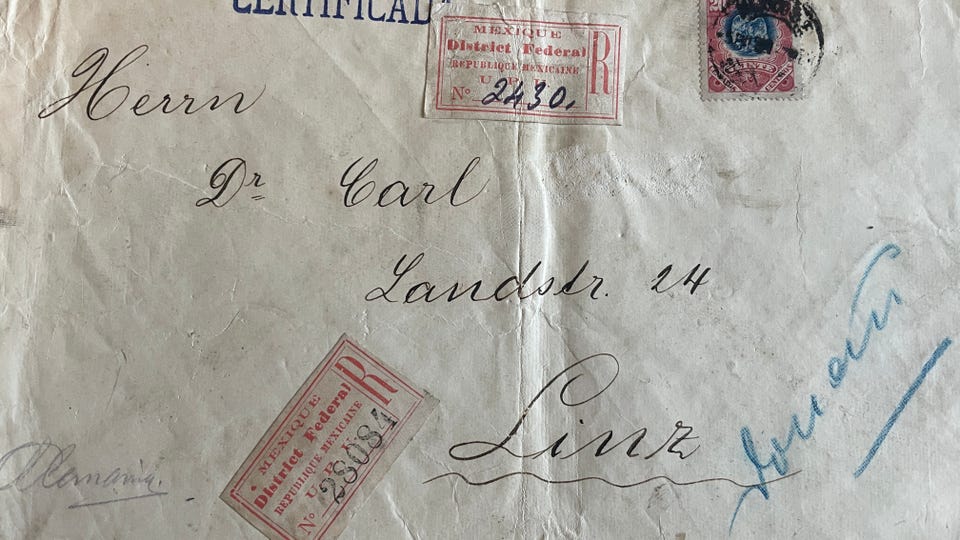 CERTIFICAD
MEXIQUE
District Federal
REPUBLIQUE MEXICAINE
U. P. U.
R
No 2430.
Herrn
Dr Carl
Landstr. 24
Linz
MEXIQUE
District Federal
REPUBLIQUE MEXICAINE
U. P. U.
R
No 28084